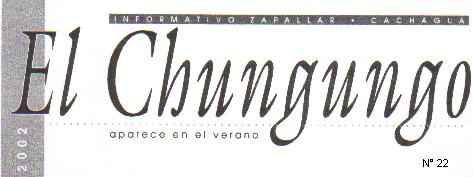 INFORMATIVO ZAPALLAR • CACHAGUA
El Chungungo
2002
aparece en el verano
N° 22